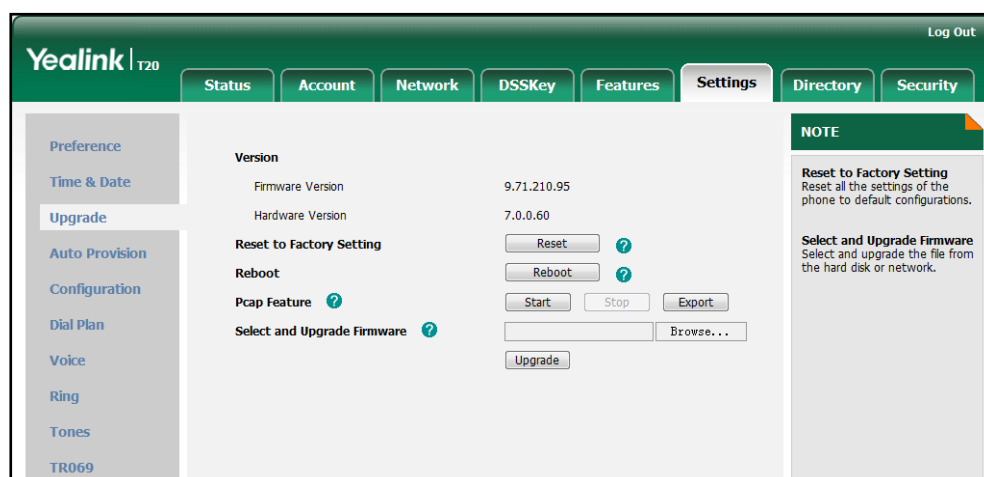 Log Out
Yealink T20
Status Account Network DSSKey Features Settings Directory Security
Preference
Time & Date
Upgrade
Auto Provision
Configuration
Dial Plan
Voice
Ring
Tones
TR069
Version
Firmware Version 9.71.210.95
Hardware Version 7.0.0.60
Reset to Factory Setting Reset ?
Reboot Reboot ?
Pcap Feature ? Start Stop Export
Select and Upgrade Firmware ? Browse...
Upgrade
NOTE
Reset to Factory Setting
Reset all the settings of the
phone to default configurations.
Select and Upgrade Firmware
Select and upgrade the file from
the hard disk or network.